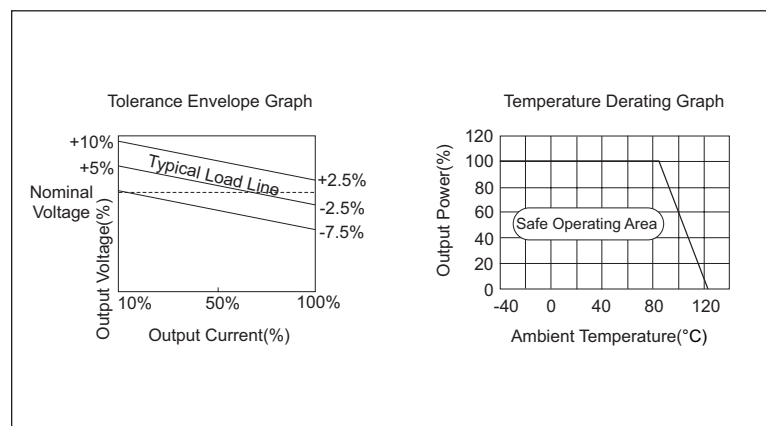 Tolerance Envelope Graph
+10%
+5%
Nominal
Voltage
Output Voltage(%)
Typical Load Line
+2.5%
-2.5%
-7.5%
10%
50%
100%
Output Current(%)
Temperature Derating Graph
Output Power(%)
120
100
80
60
40
20
0
Safe Operating Area
-40
0
40
80
120
Ambient Temperature(°C)